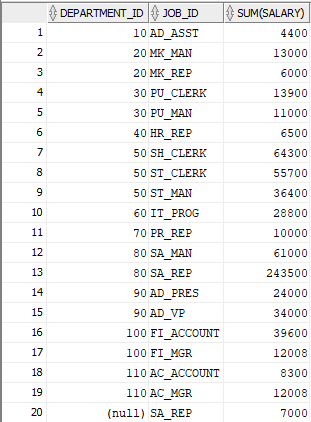 DEPARTMENT_ID JOB_ID SUM(SALARY)
1 10 AD_ASST 4400
2 20 MK_MAN 13000
3 20 MK_REP 6000
4 30 PU_CLERK 13900
5 30 PU_MAN 11000
6 40 HR_REP 6500
7 50 SH_CLERK 64300
8 50 ST_CLERK 55700
9 50 ST_MAN 36400
10 60 IT_PROG 28800
11 70 PR_REP 10000
12 80 SA_MAN 61000
13 80 SA_REP 243500
14 90 AD_PRES 24000
15 90 AD_VP 34000
16 100 FI_ACCOUNT 39600
17 100 FI_MGR 12008
18 110 AC_ACCOUNT 8300
19 110 AC_MGR 12008
20 (null) SA_REP 7000